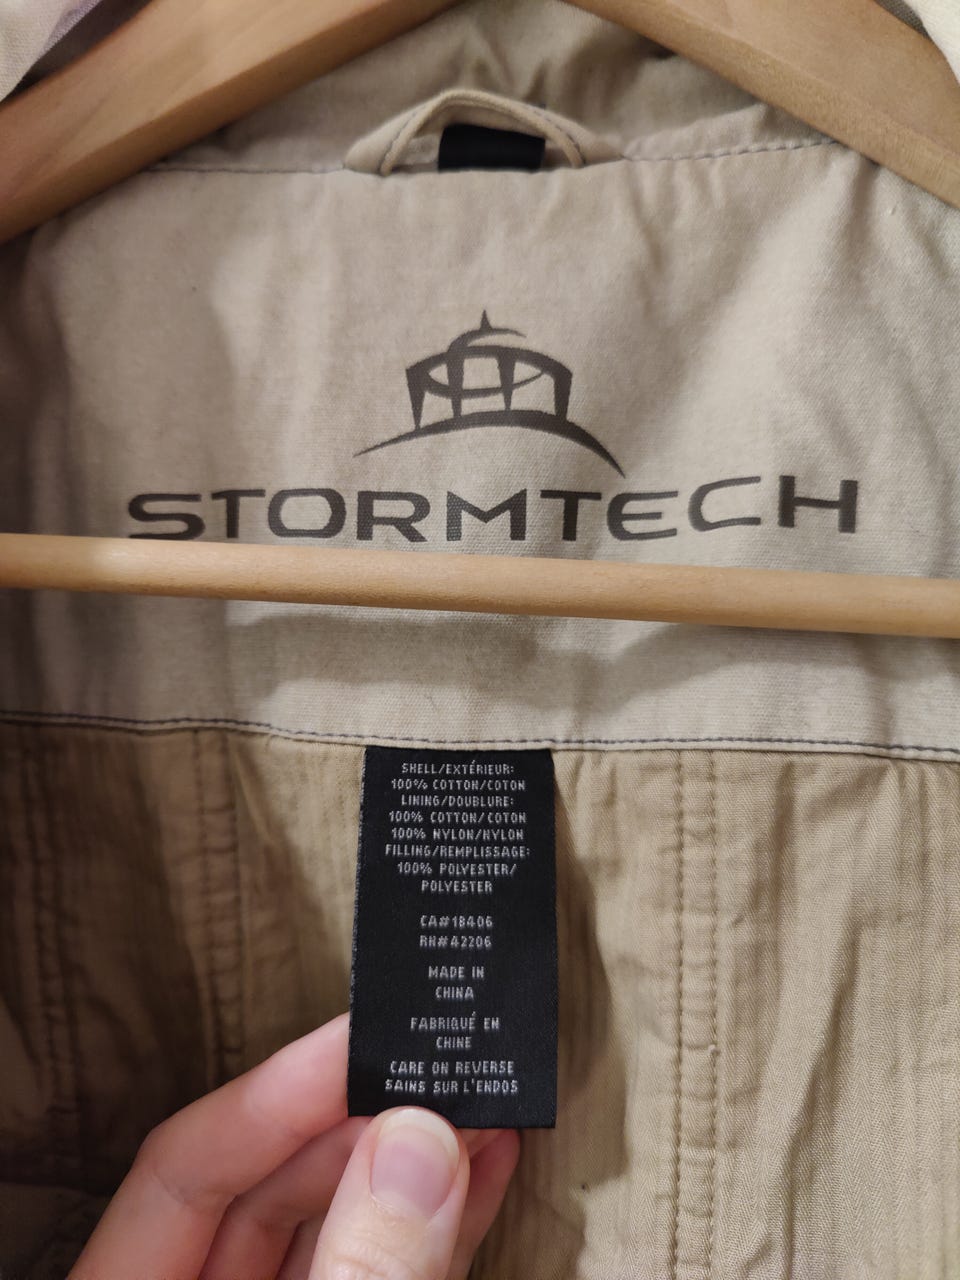 STORMTECH
SHELL/EXTÉRIEUR:
100% COTTON/COTON
LINING/DOUBLURE:
100% COTTON/COTON
100% NYLON/NYLON
FILLING/REMPLISSAGE:
100% POLYESTER/
POLYESTER
CA#18406
RN#42206
MADE IN
CHINA
FABRIQUÉ EN
CHINE
CARE ON REVERSE
SAINS SUR L'ENDOS